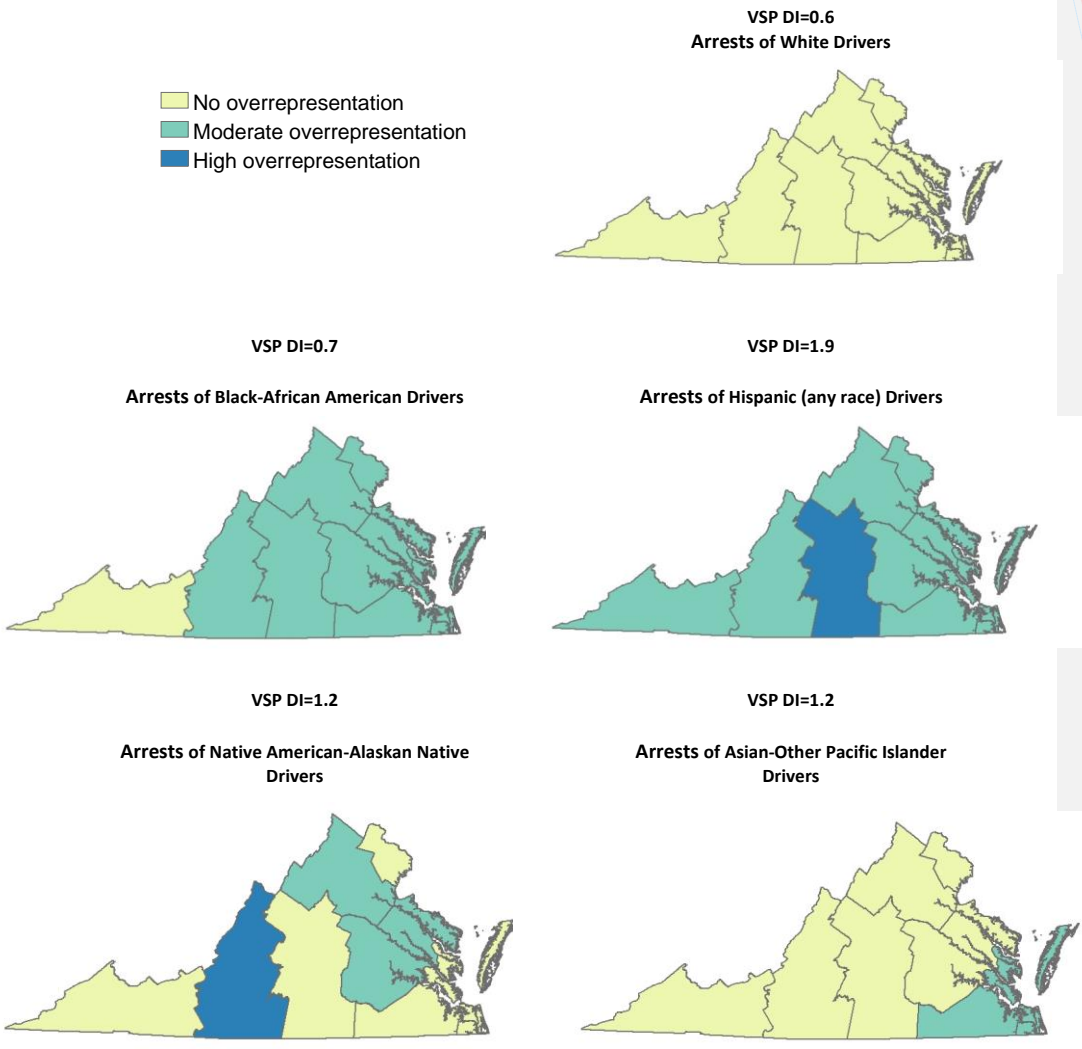 VSP DI=0.6
Arrests of White Drivers
No overrepresentation
Moderate overrepresentation
High overrepresentation
VSP DI=0.7
Arrests of Black-African American Drivers
VSP DI=1.9
Arrests of Hispanic (any race) Drivers
VSP DI=1.2
Arrests of Native American-Alaskan Native
Drivers
VSP DI=1.2
Arrests of Asian-Other Pacific Islander
Drivers